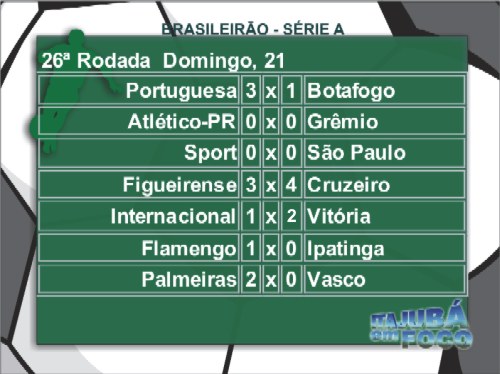 BRASILEIRÃO - SÉRIE A
26ª Rodada Domingo, 21
Portuguesa 3 x 1 Botafogo
Atlético-PR 0 x 0 Grêmio
Sport 0 x 0 São Paulo
Figueirense 3 x 4 Cruzeiro
Internacional 1 x 2 Vitória
Flamengo 1 x 0 Ipatinga
Palmeiras 2 x 0 Vasco
ITAJUBÁ
EM FOCO